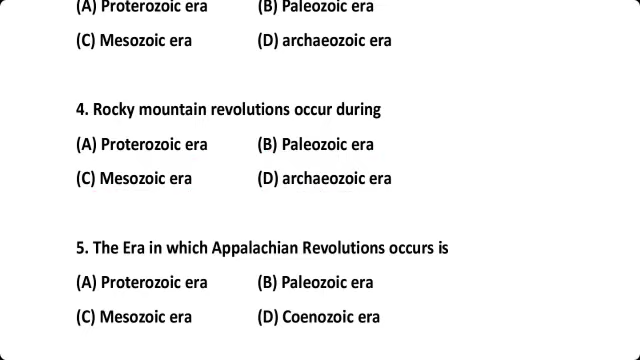 (A) Proterozoic era (B) Paleozoic era
(C) Mesozoic era (D) archaeozoic era
4. Rocky mountain revolutions occur during
(A) Proterozoic era (B) Paleozoic era
(C) Mesozoic era (D) archaeozoic era
5. The Era in which Appalachian Revolutions occurs is
(A) Proterozoic era (B) Paleozoic era
(C) Mesozoic era (D) Coenozoic era